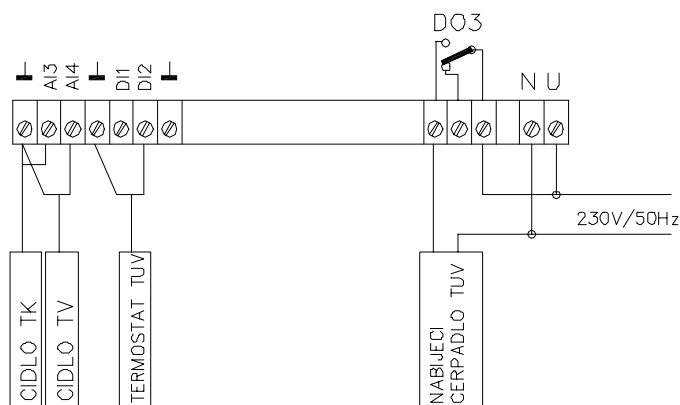 DO3
AI3
AI4
DI1
DI2
N U
230V/50Hz
CIDLO TK
CIDLO TV
TERMOSTAT TUV
NABIJECI
CERPADLO TUV